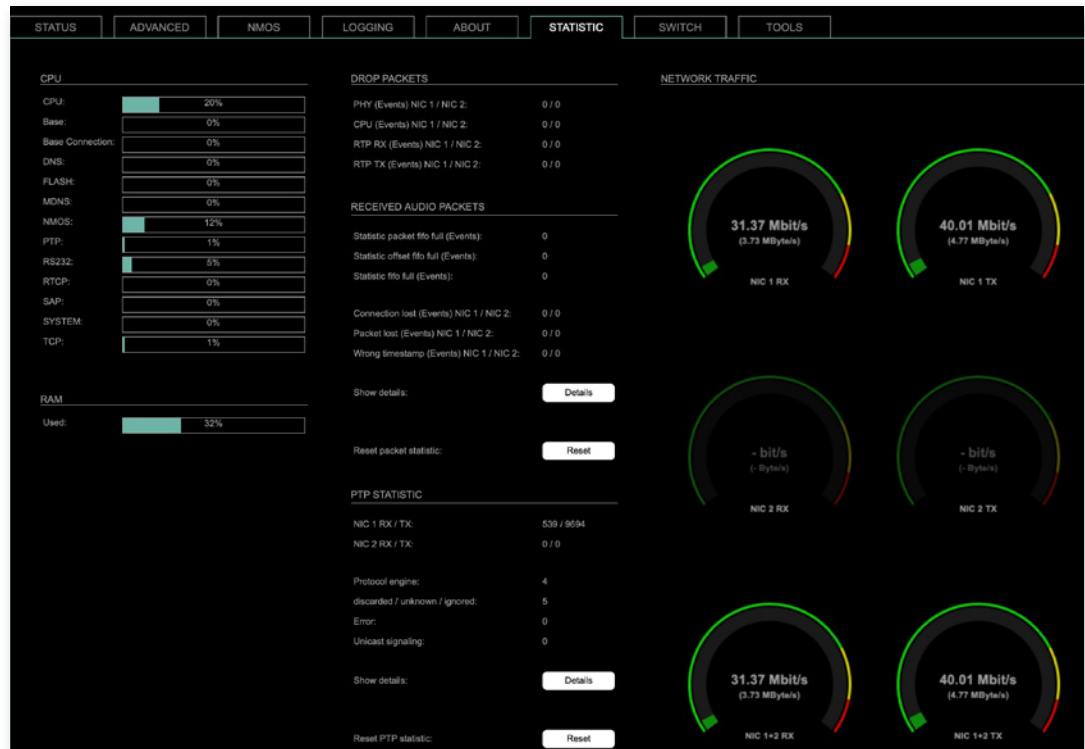 STATUS ADVANCED NMOS LOGGING ABOUT STATISTIC SWITCH TOOLS
CPU
CPU: 20%
Base: 0%
Base Connection: 0%
DNS: 0%
FLASH: 0%
MDNS: 0%
NMOS: 12%
PTP: 1%
RS232: 5%
RTCP: 0%
SAP: 0%
SYSTEM: 0%
TCP: 1%
RAM
Used: 32%
DROP PACKETS
PHY (Events) NIC 1 / NIC 2: 0 / 0
CPU (Events) NIC 1 / NIC 2: 0 / 0
RTP RX (Events) NIC 1 / NIC 2: 0 / 0
RTP TX (Events) NIC 1 / NIC 2: 0 / 0
RECEIVED AUDIO PACKETS
Statistic packet fifo full (Events): 0
Statistic offset fifo full (Events): 0
Statistic fifo full (Events): 0
Connection lost (Events) NIC 1 / NIC 2: 0 / 0
Packet lost (Events) NIC 1 / NIC 2: 0 / 0
Wrong timestamp (Events) NIC 1 / NIC 2: 0 / 0
Show details: Details
Reset packet statistic: Reset
PTP STATISTIC
NIC 1 RX / TX: 539 / 9694
NIC 2 RX / TX: 0 / 0
Protocol engine: 4
discarded / unknown / ignored: 5
Error: 0
Unicast signaling: 0
Show details: Details
Reset PTP statistic: Reset
NETWORK TRAFFIC
31.37 Mbit/s
(3.73 MByte/s)
NIC 1 RX
40.01 Mbit/s
(4.77 MByte/s)
NIC 1 TX
- bit/s
(- Byte/s)
NIC 2 RX
- bit/s
(- Byte/s)
NIC 2 TX
31.37 Mbit/s
(3.73 MByte/s)
NIC 1+2 RX
40.01 Mbit/s
(4.77 MByte/s)
NIC 1+2 TX